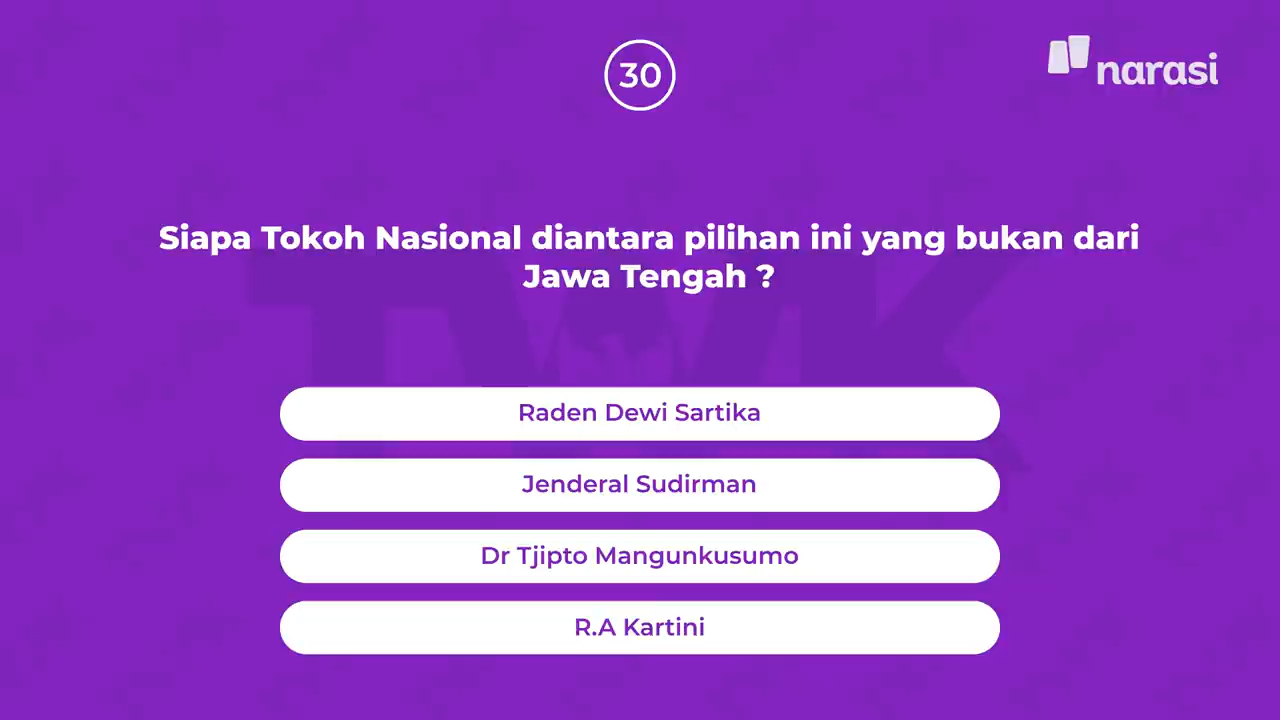 30
narasi
Siapa Tokoh Nasional diantara pilihan ini yang bukan dari
Jawa Tengah ?
TWK
Raden Dewi Sartika
Jenderal Sudirman
Dr Tjipto Mangunkusumo
R.A Kartini